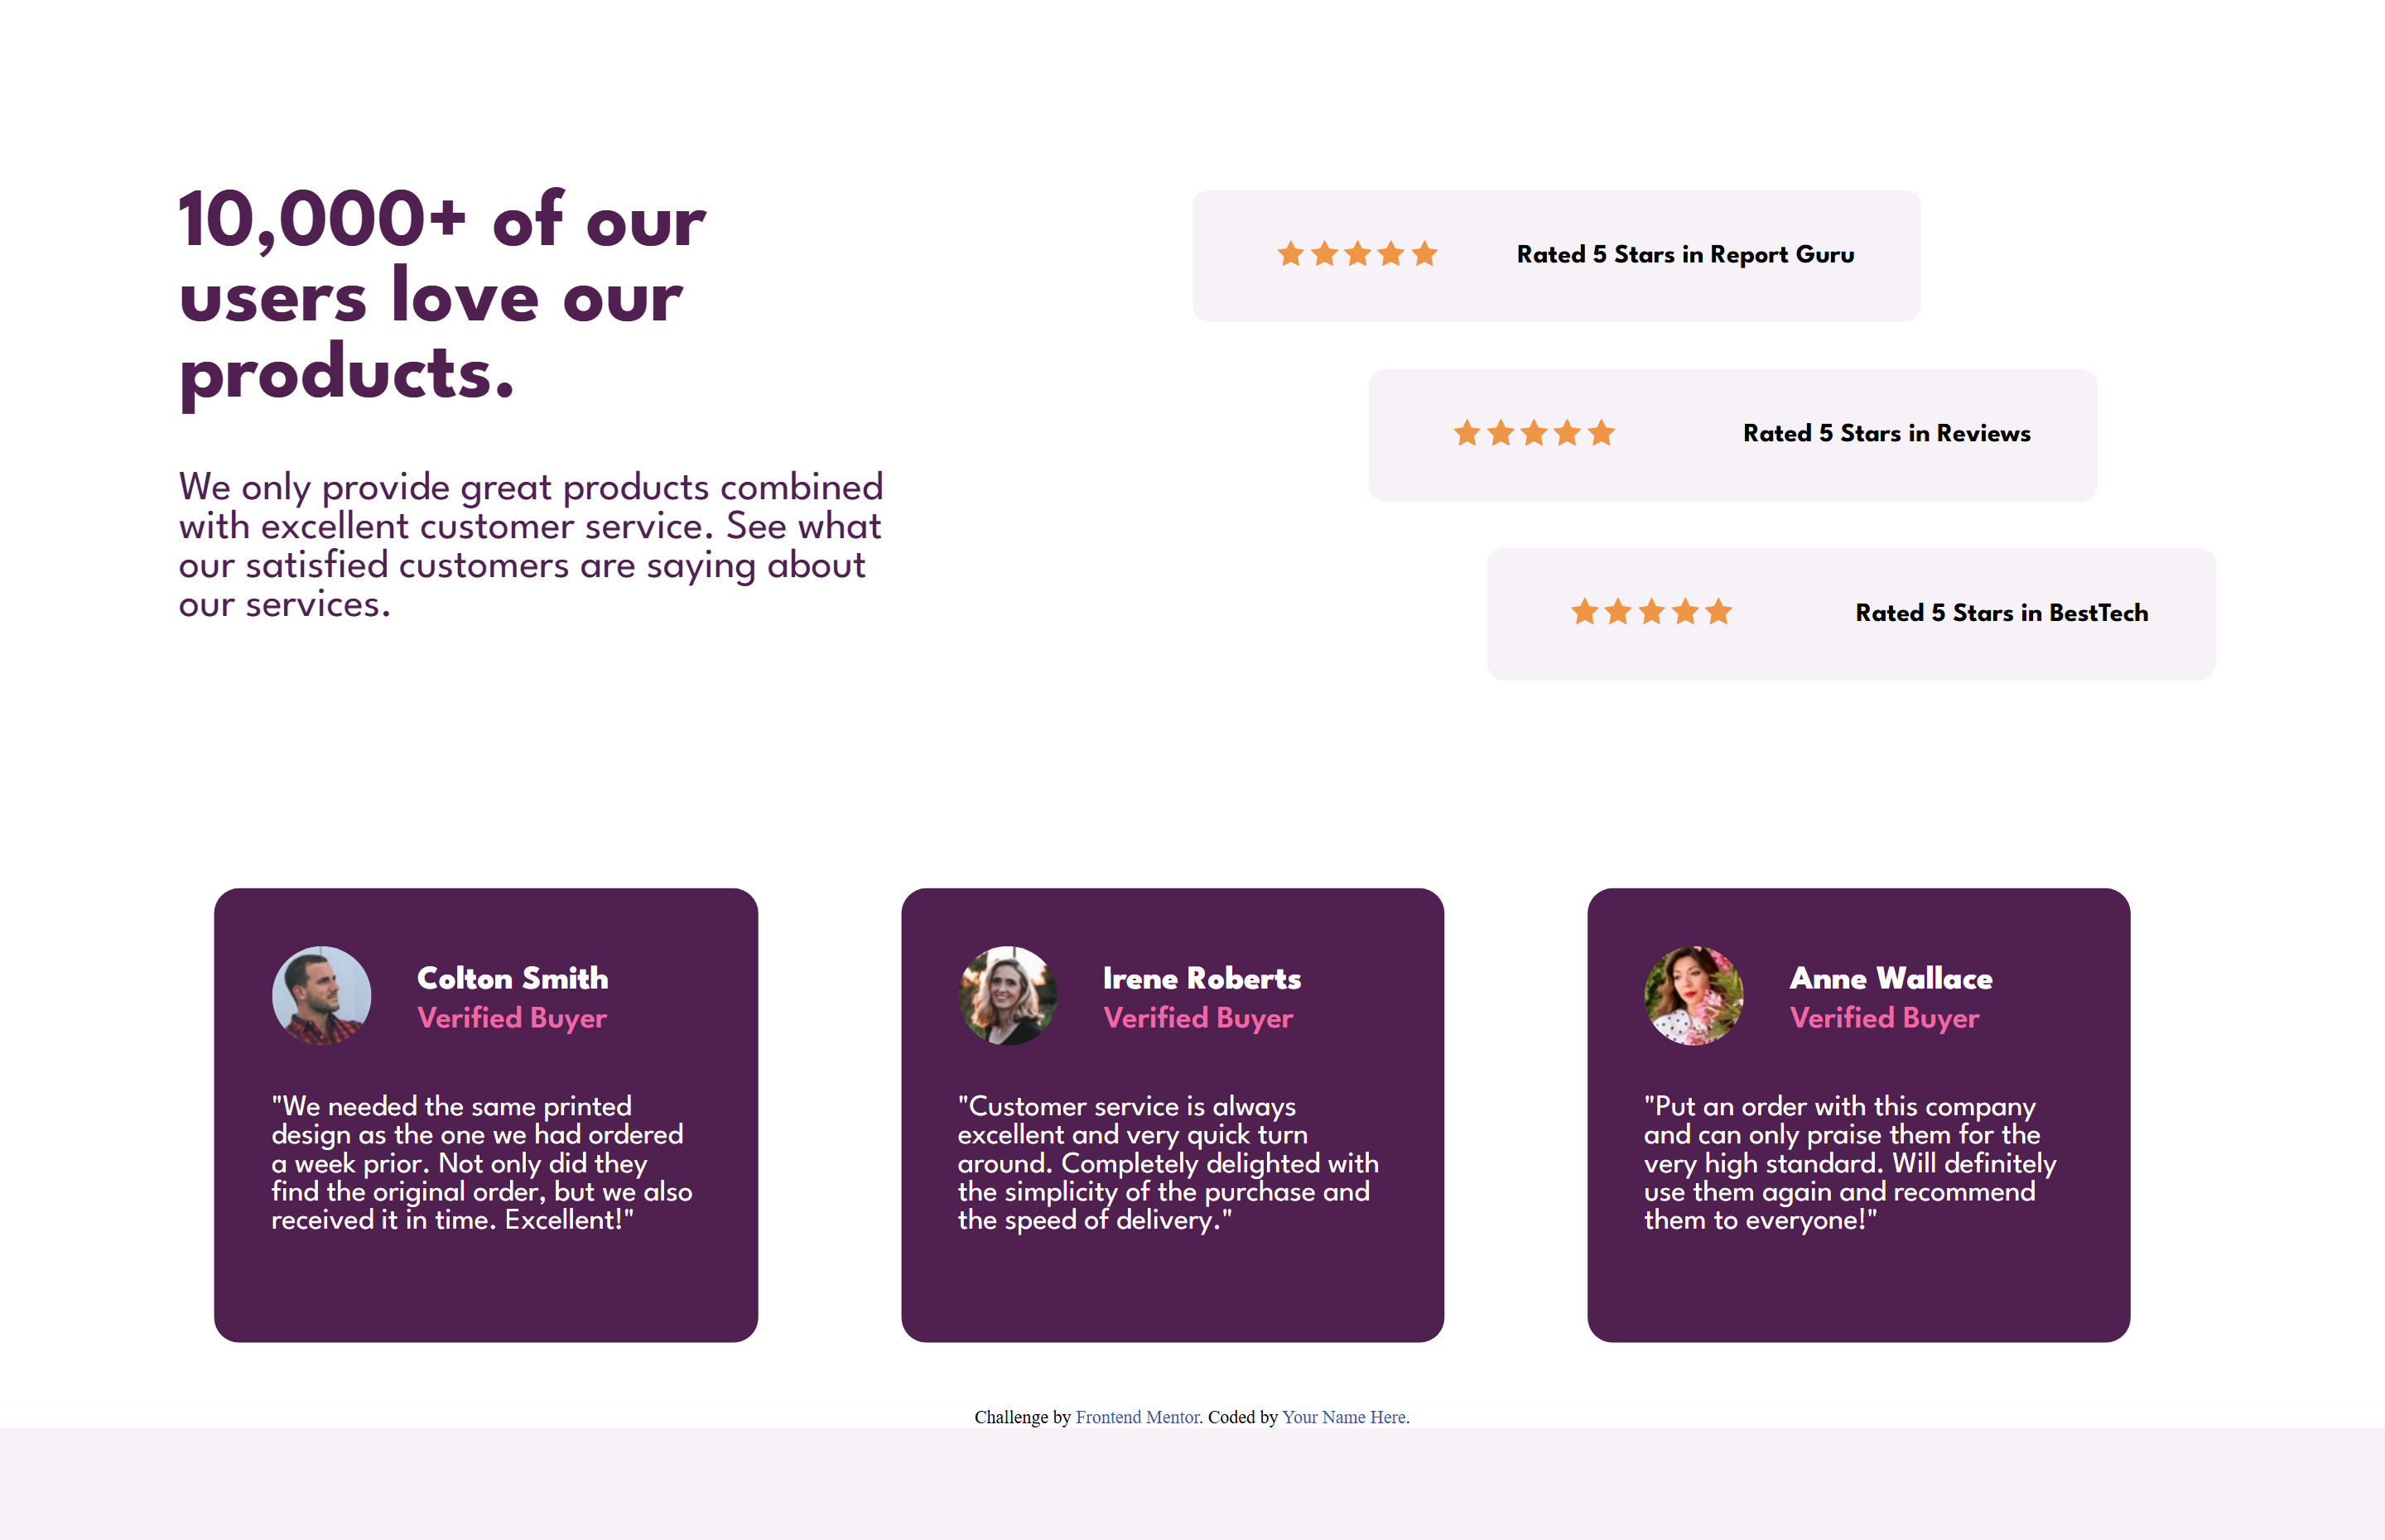 10,000+ of our
users love our
products.
We only provide great products combined
with excellent customer service. See what
our satisfied customers are saying about
our services.
Rated 5 Stars in Report Guru
Rated 5 Stars in Reviews
Rated 5 Stars in BestTech
Colton Smith
Verified Buyer
"We needed the same printed
design as the one we had ordered
a week prior. Not only did they
find the original order, but we also
received it in time. Excellent!"
Irene Roberts
Verified Buyer
"Customer service is always
excellent and very quick turn
around. Completely delighted with
the simplicity of the purchase and
the speed of delivery."
Anne Wallace
Verified Buyer
"Put an order with this company
and can only praise them for the
very high standard. Will definitely
use them again and recommend
them to everyone!"
Challenge by Frontend Mentor. Coded by Your Name Here.